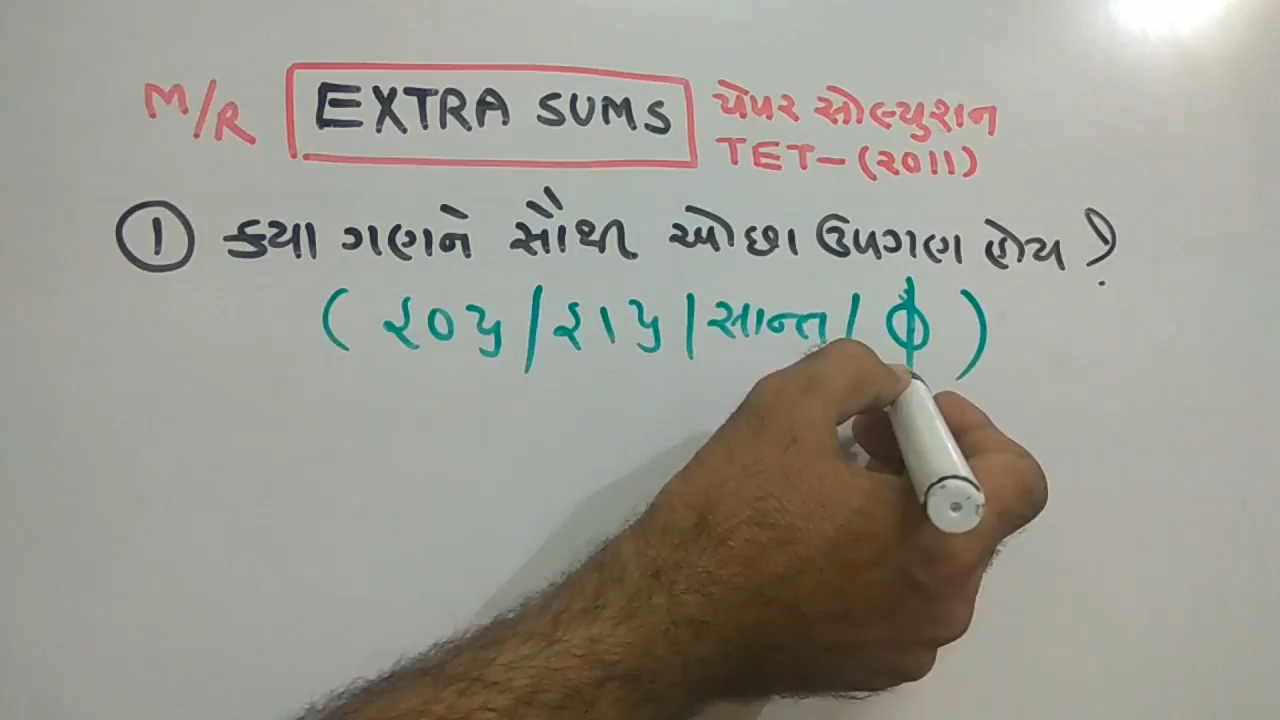 M/R EXTRA SUMS પેપર સોલ્યુશન
TET-(૨૦૧૧)
① કયા ગણને સૌથી ઓછા ઉપગણ હોય ?
( ૨૦૫ / ૨૧૫ / સાન્ત / ϕ )